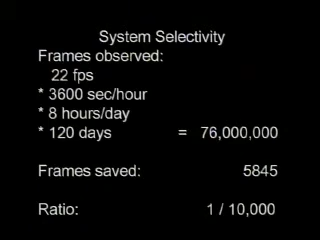 System Selectivity
Frames observed:
22 fps
* 3600 sec/hour
* 8 hours/day
* 120 days = 76,000,000
Frames saved: 5845
Ratio: 1 / 10,000